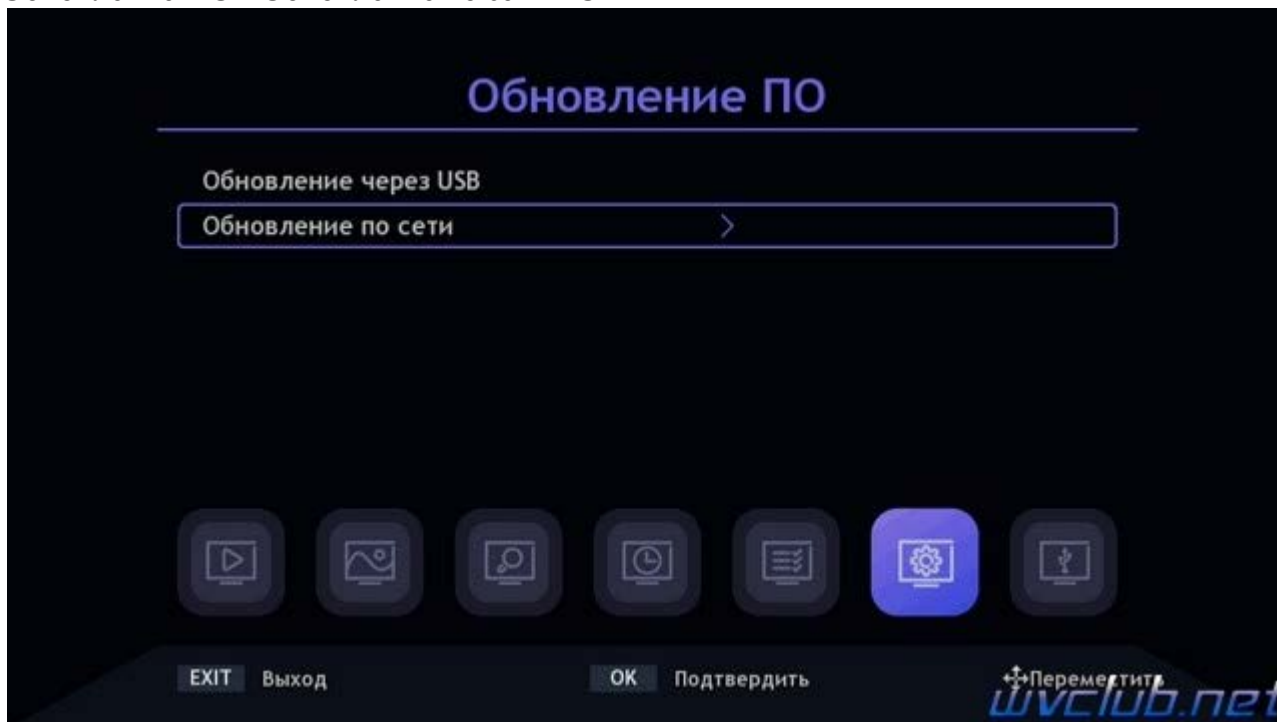 Обновление ПО
Обновление через USB
Обновление по сети
EXIT Выход OK Подтвердить Переместить
wvclub.net